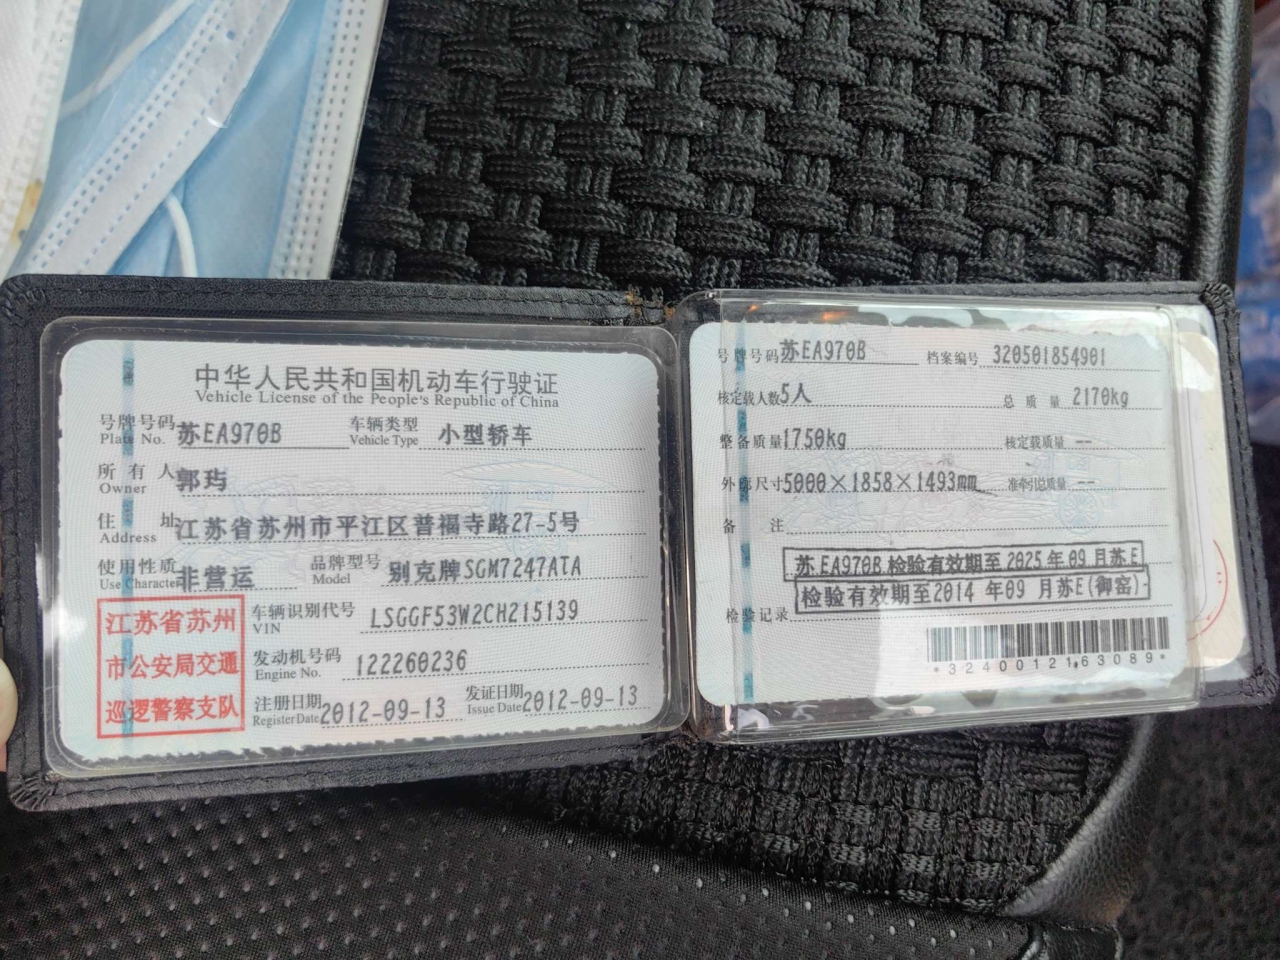 中华人民共和国机动车行驶证
Vehicle License of the People's Republic of China
号牌号码 苏EA970B 车辆类型 小型轿车
Plate No. Vehicle Type
所有人 郭玙
Owner
住址 江苏省苏州市平江区普福寺路27-5号
Address
使用性质 非营运 品牌型号 别克牌SGM7247ATA
Use Character Model
江苏省苏州
市公安局交通
巡逻警察支队
车辆识别代号 LSGGF53W2CH215139
VIN
发动机号码 122260236
Engine No.
注册日期 2012-09-13 发证日期 2012-09-13
Register Date Issue Date
号牌号码 苏EA970B 档案编号 320501854901
核定载人数 5人 总质量 2170kg
整备质量 1750kg 核定载质量 --
外廓尺寸 5000×1858×1493mm 准牵引总质量 --
备注
苏EA970B 检验有效期至2025年09月苏E
检验有效期至2014年09月苏E(御窑)
检验记录
*3240012163089*